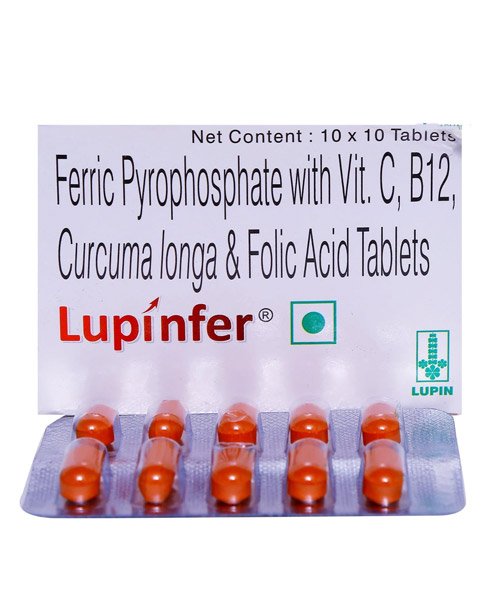 Net Content : 10 x 10 Tablets
Ferric Pyrophosphate with Vit. C, B12,
Curcuma longa & Folic Acid Tablets
Lupinfer®
LUPIN